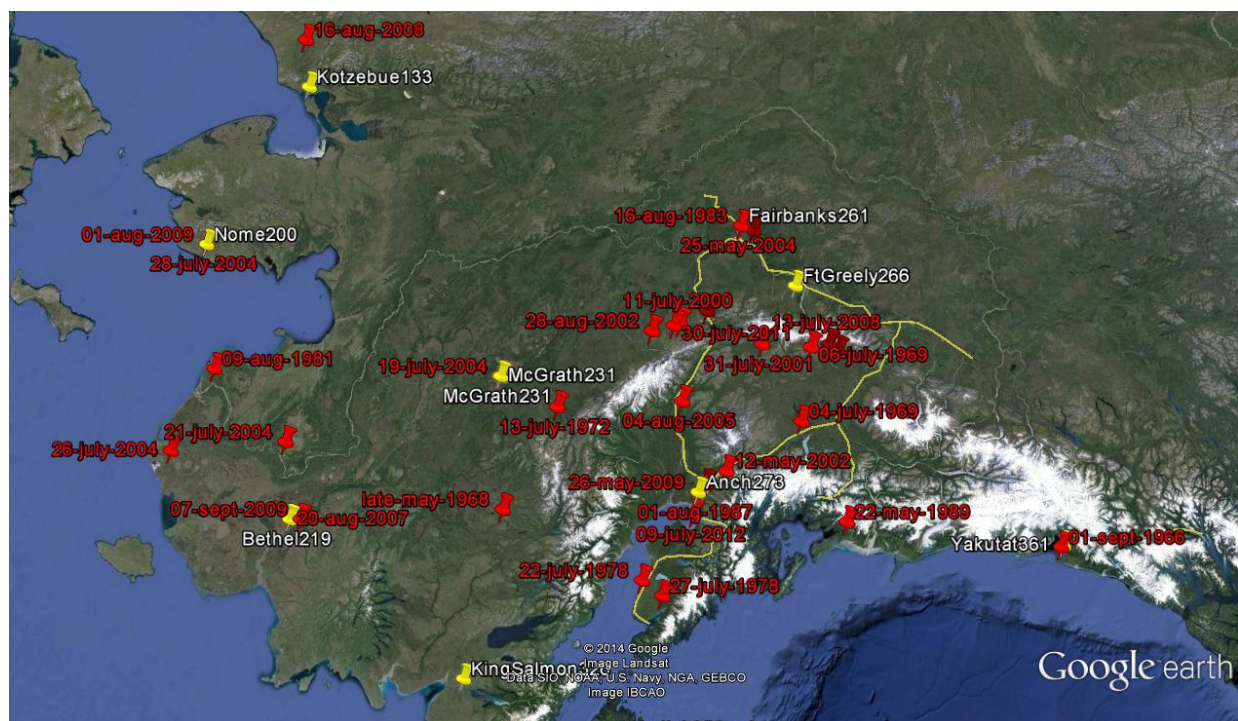 16-aug-2008
Kotzebue133
16-aug-1983
Fairbanks261
01-aug-2009
Nome200
25-may-2004
28-july-2004
FtGreely266
11-july-2000
28-aug-2002
13-july-2008
30-july-2011
06-july-1969
31-july-2001
09-aug-1981
19-july-2004
McGrath231
McGrath231
13-july-1972
04-aug-2005
04-july-1969
21-july-2004
26-july-2004
12-may-2002
26-may-2009
Anch273
late-may-1968
07-sept-2009
20-aug-2007
01-aug-1987
22-may-1989
09-july-2012
Bethel219
Yakutat361
01-sept-1966
22-july-1978
27-july-1978
© 2014 Google
Image Landsat
KingSalmon
Data SIO, NOAA, U.S. Navy, NGA, GEBCO
Image IBCAO
Google earth